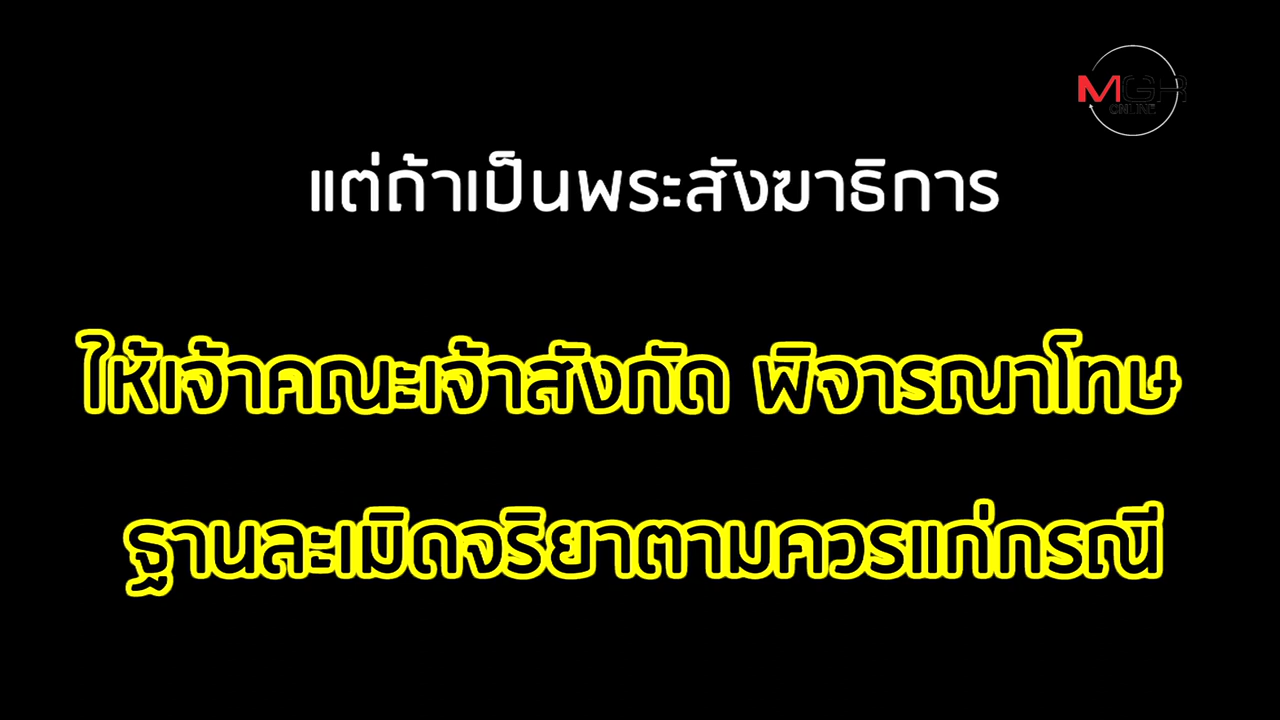 MGR
ONLINE
แต่ถ้าเป็นพระสังฆาธิการ
ให้เจ้าคณะเจ้าสังกัด พิจารณาโทษ
ฐานละเมิดจริยาตามควรแก่กรณี